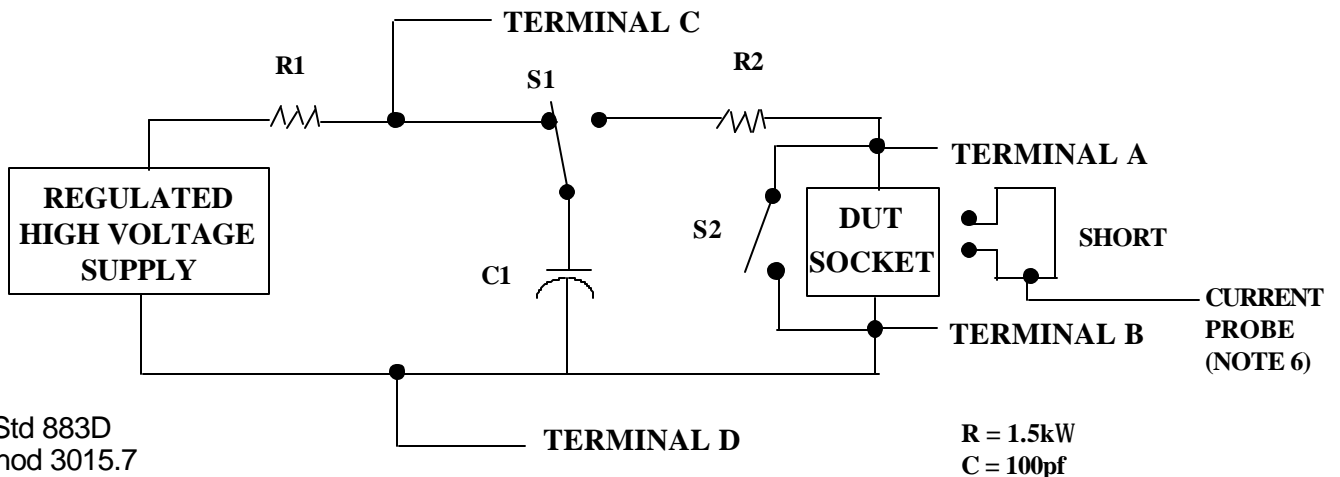 TERMINAL C
R1
S1
R2
TERMINAL A
REGULATED
HIGH VOLTAGE
SUPPLY
S2
DUT
SOCKET
SHORT
C1
CURRENT
PROBE
(NOTE 6)
TERMINAL B
TERMINAL D
Std 883D
nod 3015.7
R = 1.5kW
C = 100pf